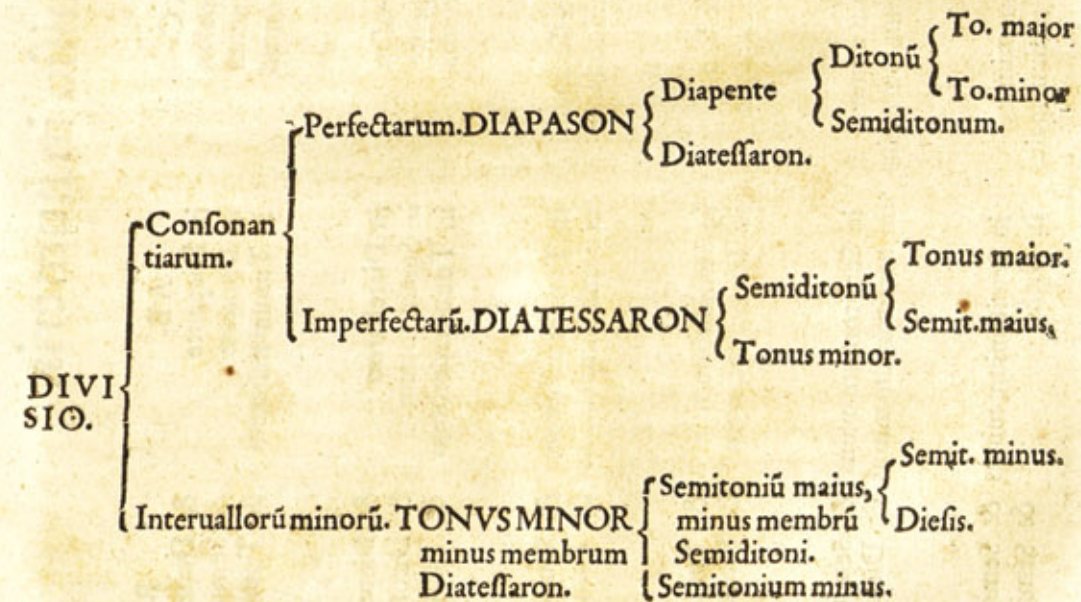 To. maior
Ditonũ
To.minor
Diapente
Semiditonum.
Perfectarum.DIAPASON
Diateſſaron.
Conſonan
tiarum.
Tonus maior.
Semiditonũ
Semit.maius.
Imperfectarũ.DIATESSARON
Tonus minor.
DIVI
SIO.
Semit. minus.
Semitoniũ maius,
Interuallorũ minorũ. TONVS MINOR
minus membrũ
Dieſis.
minus membrum
Semiditoni.
Diateſſaron.
Semitonium minus.